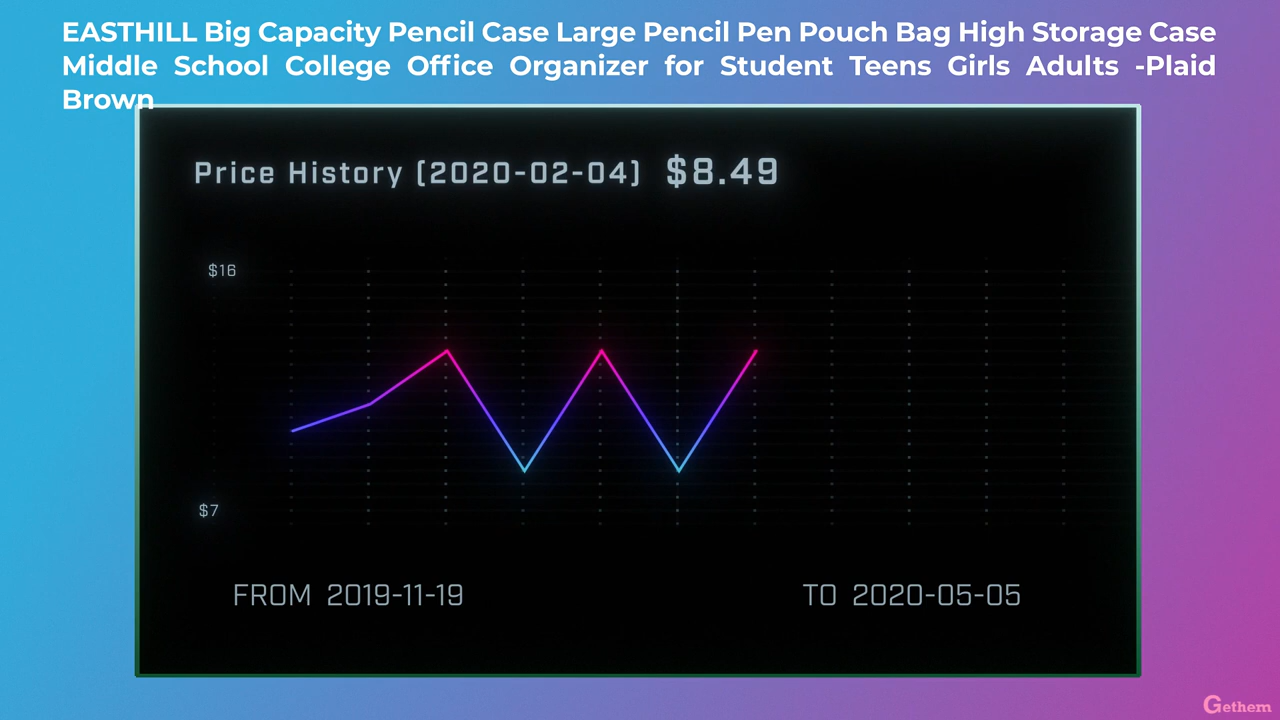 EASTHILL Big Capacity Pencil Case Large Pencil Pen Pouch Bag High Storage Case
Middle School College Office Organizer for Student Teens Girls Adults -Plaid
Brown
Price History [2020-02-04] $8.49
$16
$7
FROM 2019-11-19
TO 2020-05-05
Gethem